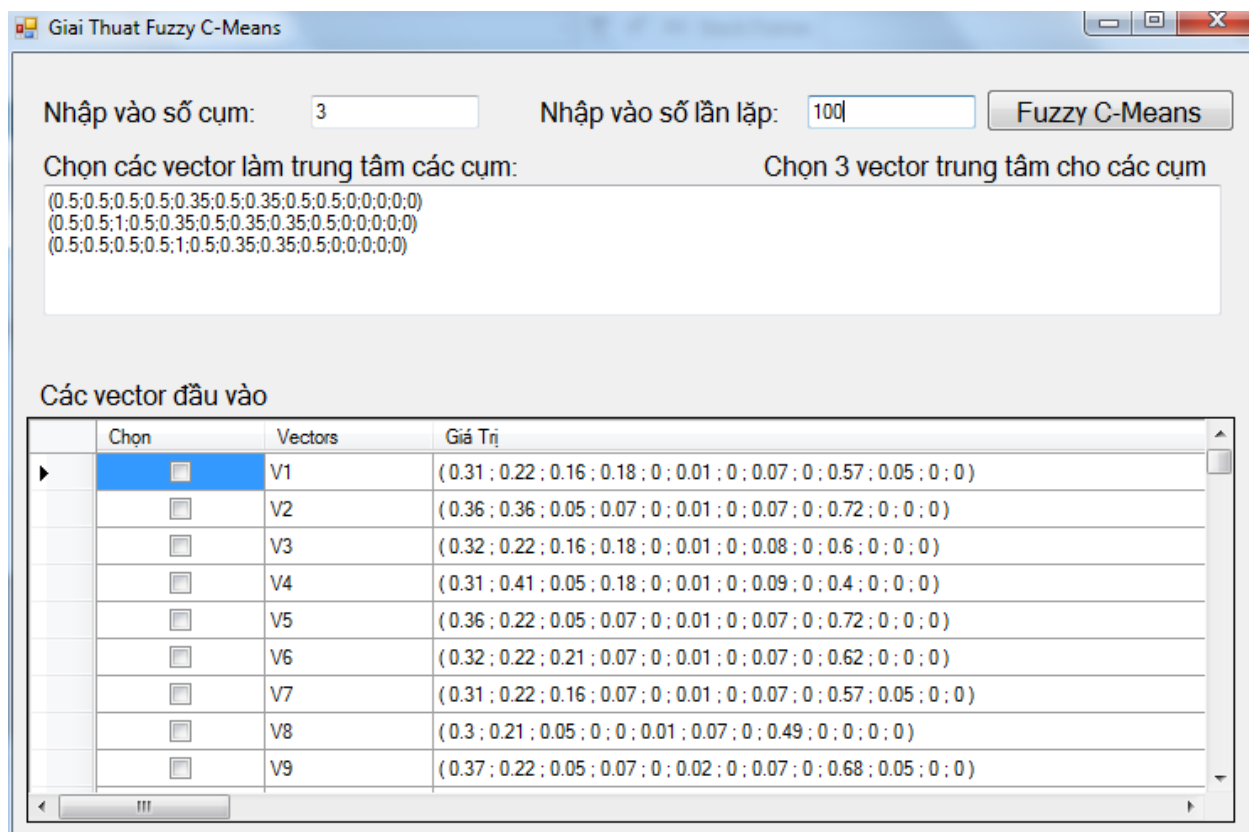 Giai Thuat Fuzzy C-Means
Nhập vào số cụm: 3 Nhập vào số lần lặp: 100 Fuzzy C-Means
Chọn các vector làm trung tâm các cụm: Chọn 3 vector trung tâm cho các cụm
(0.5;0.5;0.5;0.5;0.35;0.5;0.35;0.5;0.5;0;0;0;0;0)
(0.5;0.5;1;0.5;0.35;0.5;0.35;0.35;0.5;0;0;0;0;0)
(0.5;0.5;0.5;0.5;1;0.5;0.35;0.35;0.5;0;0;0;0;0)
Các vector đầu vào
Chọn Vectors Giá Trị
V1 ( 0.31 ; 0.22 ; 0.16 ; 0.18 ; 0 ; 0.01 ; 0 ; 0.07 ; 0 ; 0.57 ; 0.05 ; 0 ; 0 )
V2 ( 0.36 ; 0.36 ; 0.05 ; 0.07 ; 0 ; 0.01 ; 0 ; 0.07 ; 0 ; 0.72 ; 0 ; 0 ; 0 )
V3 ( 0.32 ; 0.22 ; 0.16 ; 0.18 ; 0 ; 0.01 ; 0 ; 0.08 ; 0 ; 0.6 ; 0 ; 0 ; 0 )
V4 ( 0.31 ; 0.41 ; 0.05 ; 0.18 ; 0 ; 0.01 ; 0 ; 0.09 ; 0 ; 0.4 ; 0 ; 0 ; 0 )
V5 ( 0.36 ; 0.22 ; 0.05 ; 0.07 ; 0 ; 0.01 ; 0 ; 0.07 ; 0 ; 0.72 ; 0 ; 0 ; 0 )
V6 ( 0.32 ; 0.22 ; 0.21 ; 0.07 ; 0 ; 0.01 ; 0 ; 0.07 ; 0 ; 0.62 ; 0 ; 0 ; 0 )
V7 ( 0.31 ; 0.22 ; 0.16 ; 0.07 ; 0 ; 0.01 ; 0 ; 0.07 ; 0 ; 0.57 ; 0.05 ; 0 ; 0 )
V8 ( 0.3 ; 0.21 ; 0.05 ; 0 ; 0 ; 0.01 ; 0.07 ; 0 ; 0.49 ; 0 ; 0 ; 0 ; 0 )
V9 ( 0.37 ; 0.22 ; 0.05 ; 0.07 ; 0 ; 0.02 ; 0 ; 0.07 ; 0 ; 0.68 ; 0.05 ; 0 ; 0 )